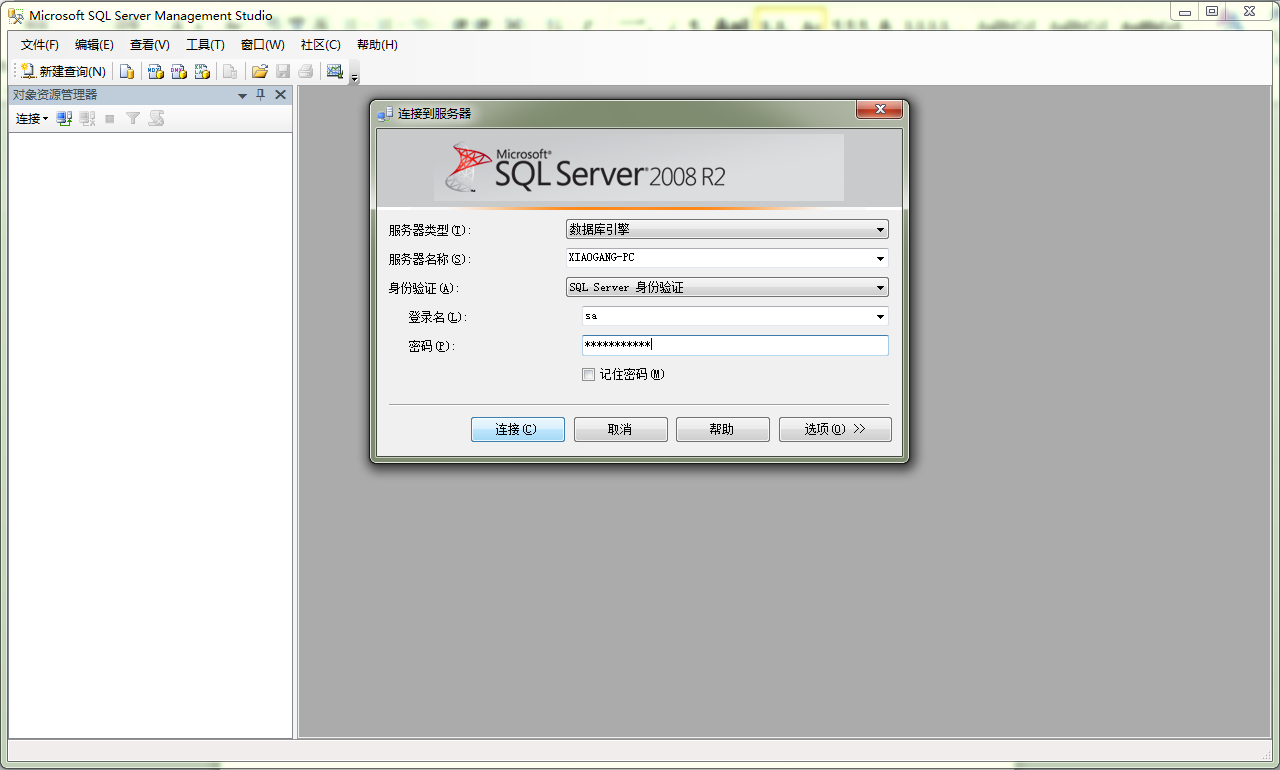 Microsoft SQL Server Management Studio
文件(F) 编辑(E) 查看(V) 工具(T) 窗口(W) 社区(C) 帮助(H)
新建查询(N)
对象资源管理器
连接
连接到服务器
Microsoft®
SQL Server® 2008 R2
服务器类型(T): 数据库引擎
服务器名称(S): XIAOGANG-PC
身份验证(A): SQL Server 身份验证
登录名(L): sa
密码(P): ***********
记住密码(M)
连接(C) 取消 帮助 选项(O) >>